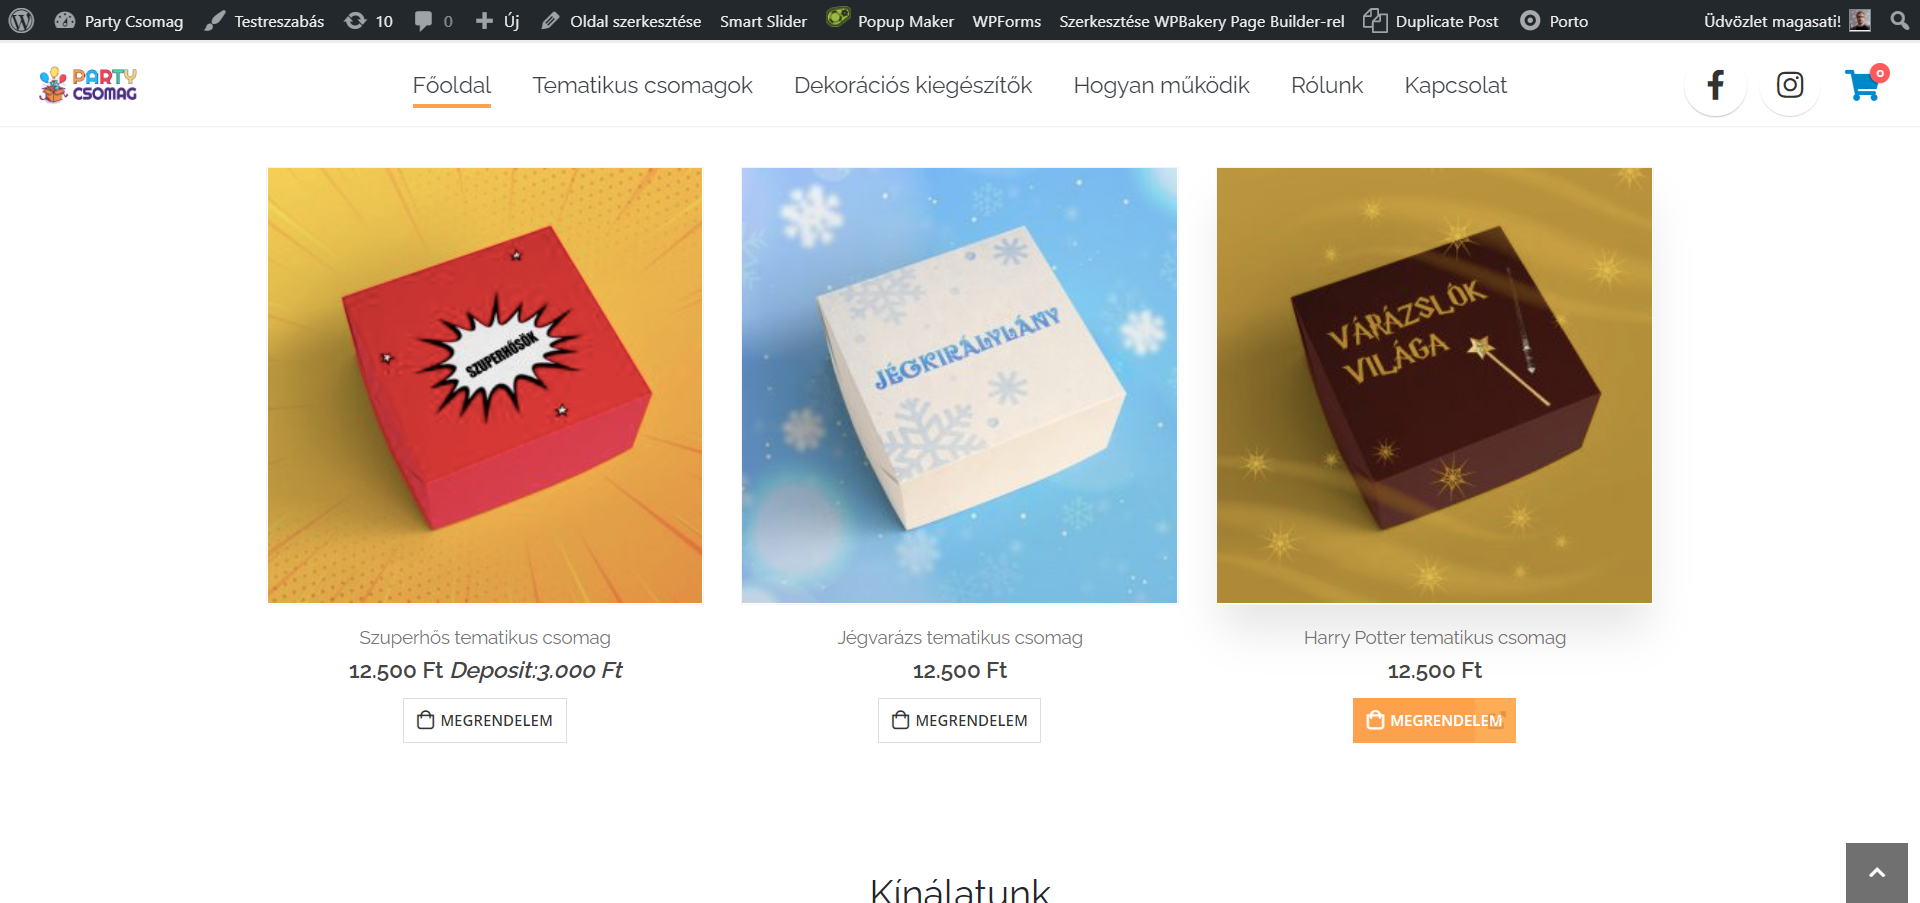 Party Csomag Testreszabás 10 0 Új Oldal szerkesztése Smart Slider Popup Maker WPForms Szerkesztése WPBakery Page Builder-rel Duplicate Post Porto Üdvözlet magasati!
PARTY
CSOMAG
Főoldal Tematikus csomagok Dekorációs kiegészítők Hogyan működik Rólunk Kapcsolat 0
SZUPERHŐSÖK
JÉGKIRÁLYLÁNY
VARÁZSLÓK
VILÁGA
Szuperhős tematikus csomag
12.500 Ft Deposit:3.000 Ft
MEGRENDELEM
Jégvarázs tematikus csomag
12.500 Ft
MEGRENDELEM
Harry Potter tematikus csomag
12.500 Ft
MEGRENDELEM
Kínálatunk